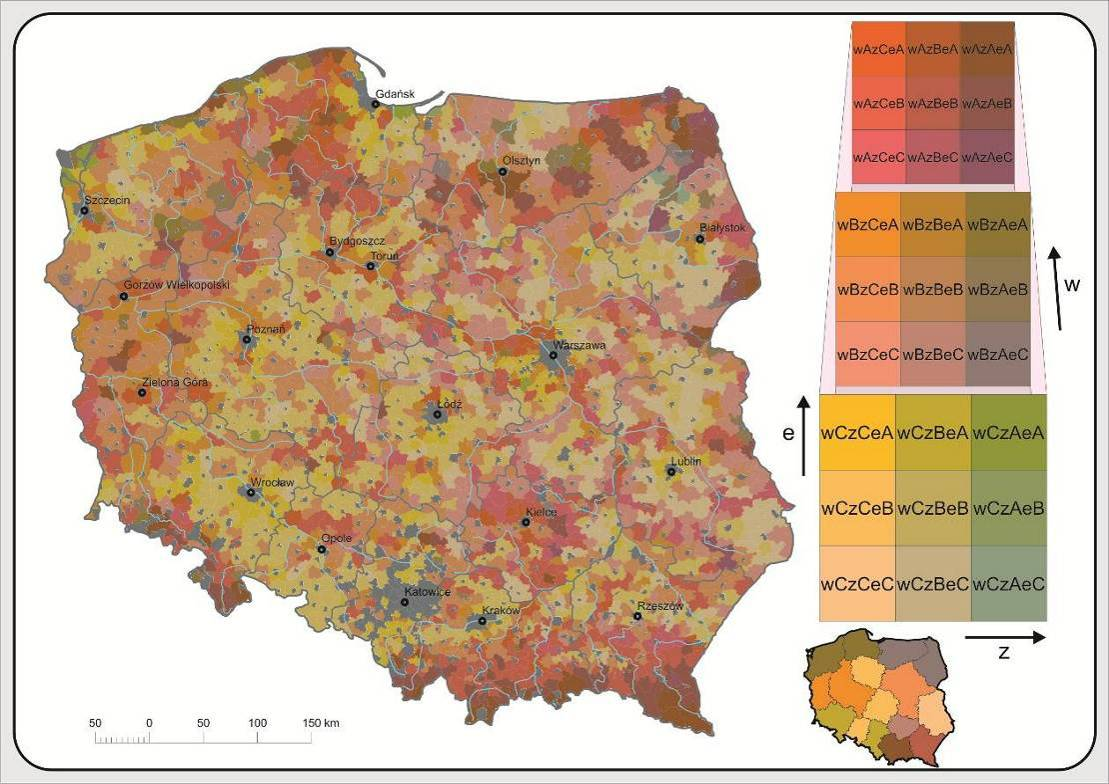 Gdańsk
Olsztyn
Szczecin
Białystok
Bydgoszcz
Toruń
Gorzów Wielkopolski
Poznań
Warszawa
Zielona Góra
Łódź
Lublin
Wrocław
Kielce
Opole
Katowice
Kraków
Rzeszów
50 0 50 100 150 km
wAzCeA wAzBeA wAzAeA
wAzCeB wAzBeB wAzAeB
wAzCeC wAzBeC wAzAeC
wBzCeA wBzBeA wBzAeA
wBzCeB wBzBeB wBzAeB
wBzCeC wBzBeC wBzAeC
w
e
wCzCeA wCzBeA wCzAeA
wCzCeB wCzBeB wCzAeB
wCzCeC wCzBeC wCzAeC
z